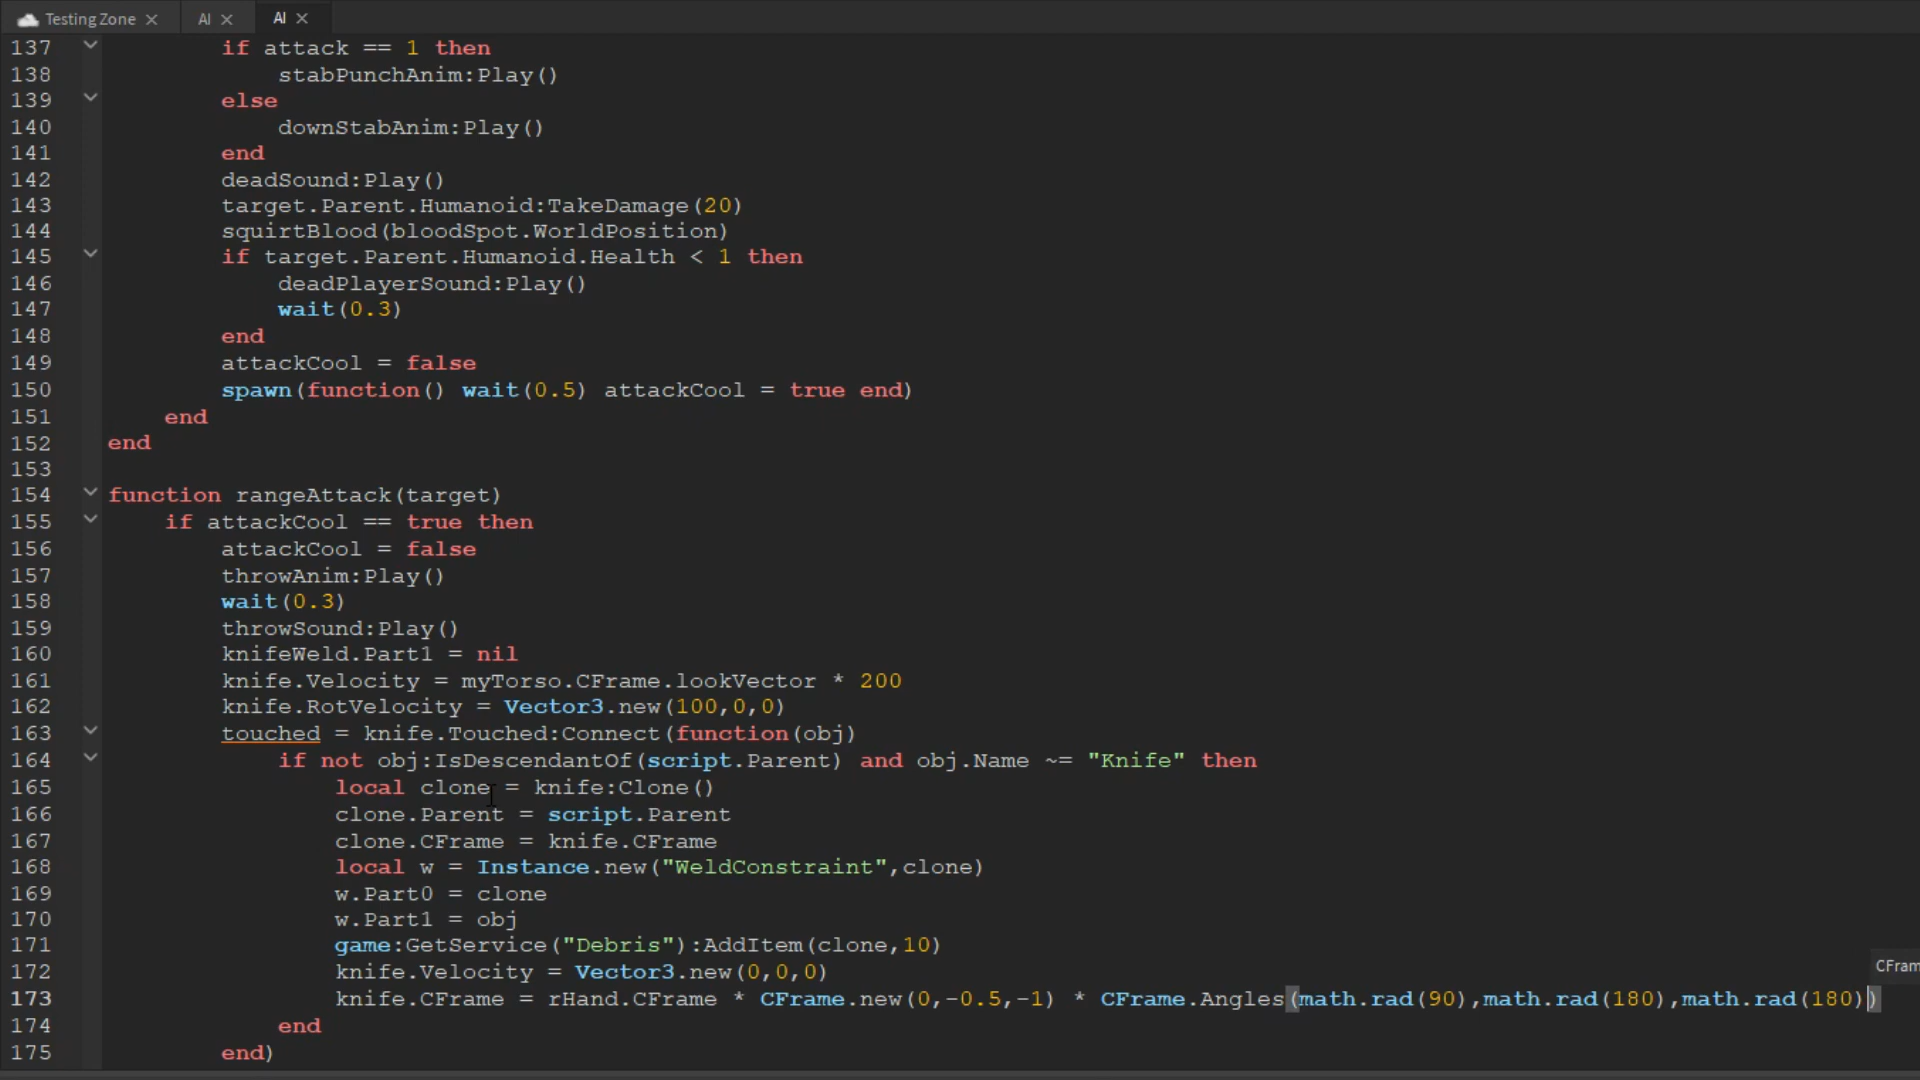 Testing Zone AI AI
137 if attack == 1 then
138 stabPunchAnim:Play()
139 else
140 downStabAnim:Play()
141 end
142 deadSound:Play()
143 target.Parent.Humanoid:TakeDamage(20)
144 squirtBlood(bloodSpot.WorldPosition)
145 if target.Parent.Humanoid.Health < 1 then
146 deadPlayerSound:Play()
147 wait(0.3)
148 end
149 attackCool = false
150 spawn(function() wait(0.5) attackCool = true end)
151 end
152 end
153
154 function rangeAttack(target)
155 if attackCool == true then
156 attackCool = false
157 throwAnim:Play()
158 wait(0.3)
159 throwSound:Play()
160 knifeWeld.Part1 = nil
161 knife.Velocity = myTorso.CFrame.lookVector * 200
162 knife.RotVelocity = Vector3.new(100,0,0)
163 touched = knife.Touched:Connect(function(obj)
164 if not obj:IsDescendantOf(script.Parent) and obj.Name ~= "Knife" then
165 local clone = knife:Clone()
166 clone.Parent = script.Parent
167 clone.CFrame = knife.CFrame
168 local w = Instance.new("WeldConstraint",clone)
169 w.Part0 = clone
170 w.Part1 = obj
171 game:GetService("Debris"):AddItem(clone,10)
172 knife.Velocity = Vector3.new(0,0,0)
CFram
173 knife.CFrame = rHand.CFrame * CFrame.new(0,-0.5,-1) * CFrame.Angles(math.rad(90),math.rad(180),math.rad(180))
174 end
175 end)